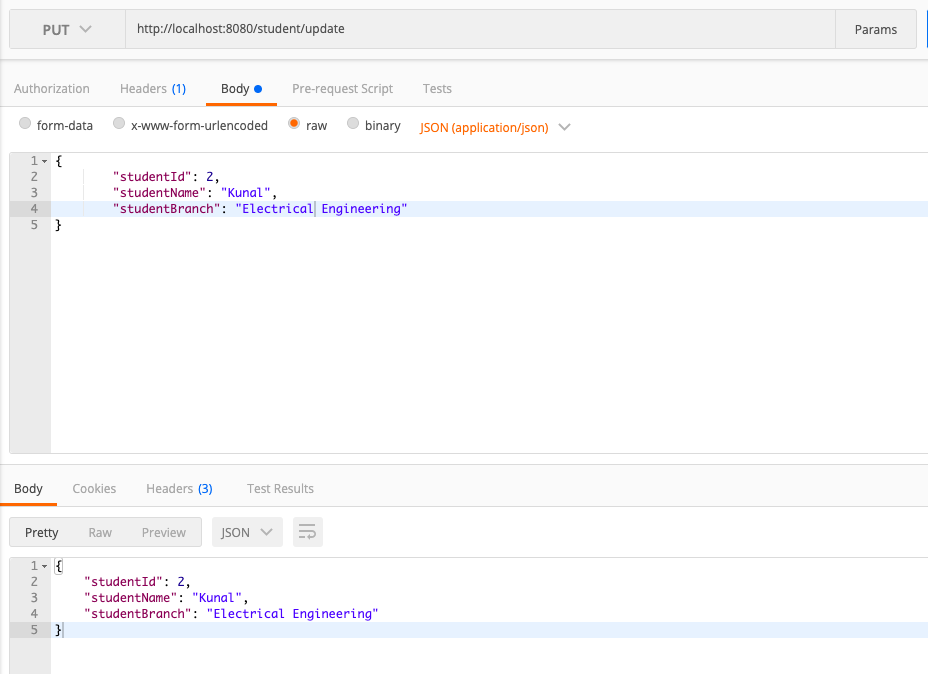 PUT http://localhost:8080/student/update Params
Authorization Headers (1) Body Pre-request Script Tests
form-data x-www-form-urlencoded raw binary JSON (application/json)
1 {
2 "studentId": 2,
3 "studentName": "Kunal",
4 "studentBranch": "Electrical Engineering"
5 }
Body Cookies Headers (3) Test Results
Pretty Raw Preview JSON
1 {
2 "studentId": 2,
3 "studentName": "Kunal",
4 "studentBranch": "Electrical Engineering"
5 }